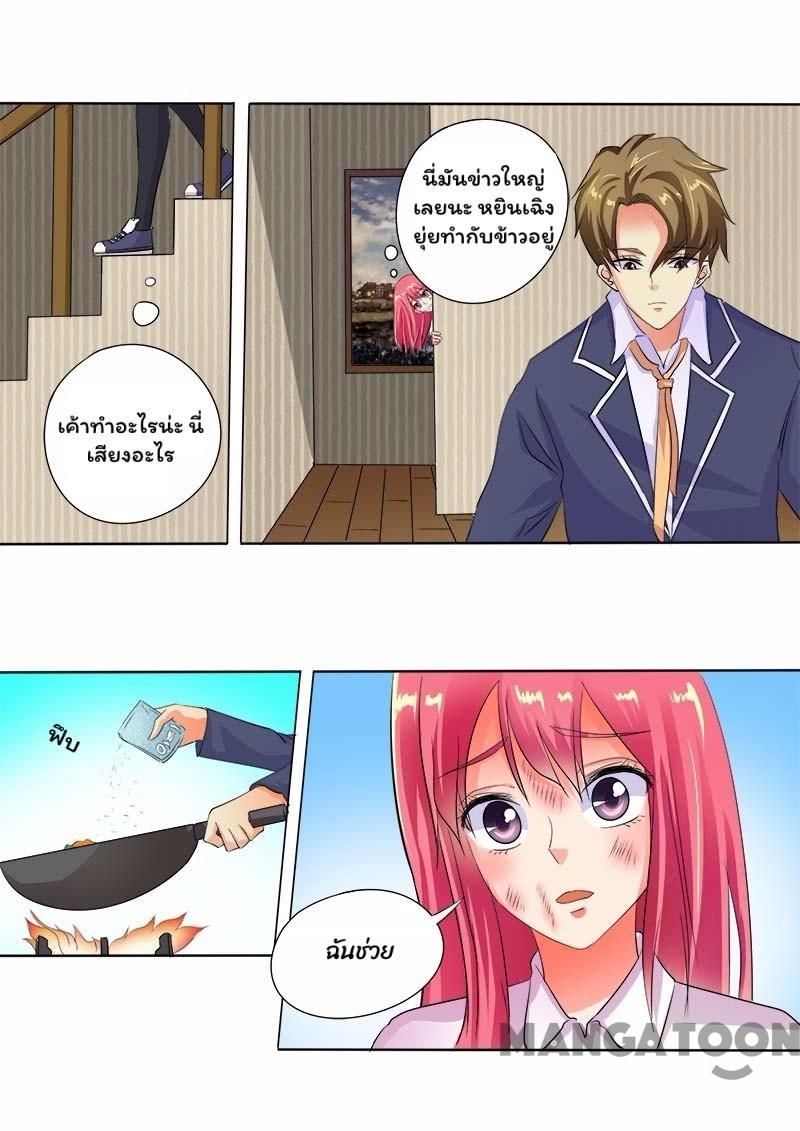 เค้าทำอะไรน่ะ นี่
เสียงอะไร
นี่มันข่าวใหญ่
เลยนะ หยินเฉิง
ยุ่ยทำกับข้าวอยู่
ฟึบ
ฉันช่วย
MANGATOON